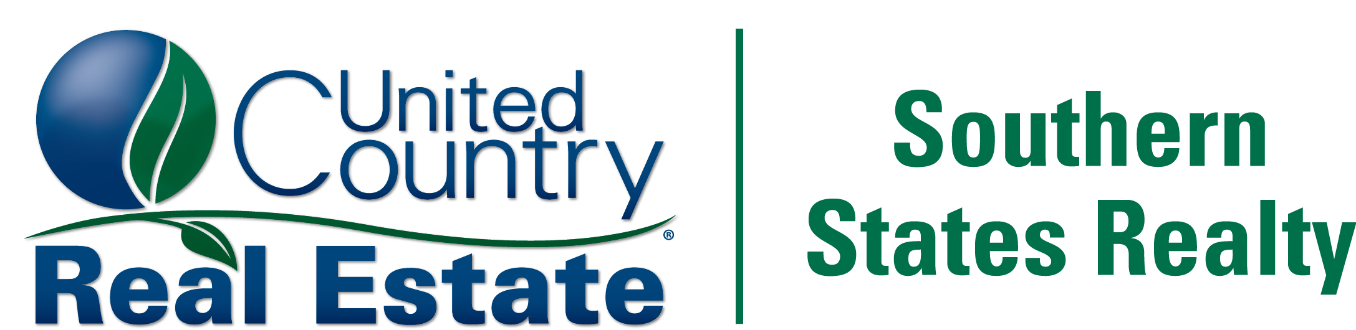 United
Country
Real Estate®
Southern
States Realty